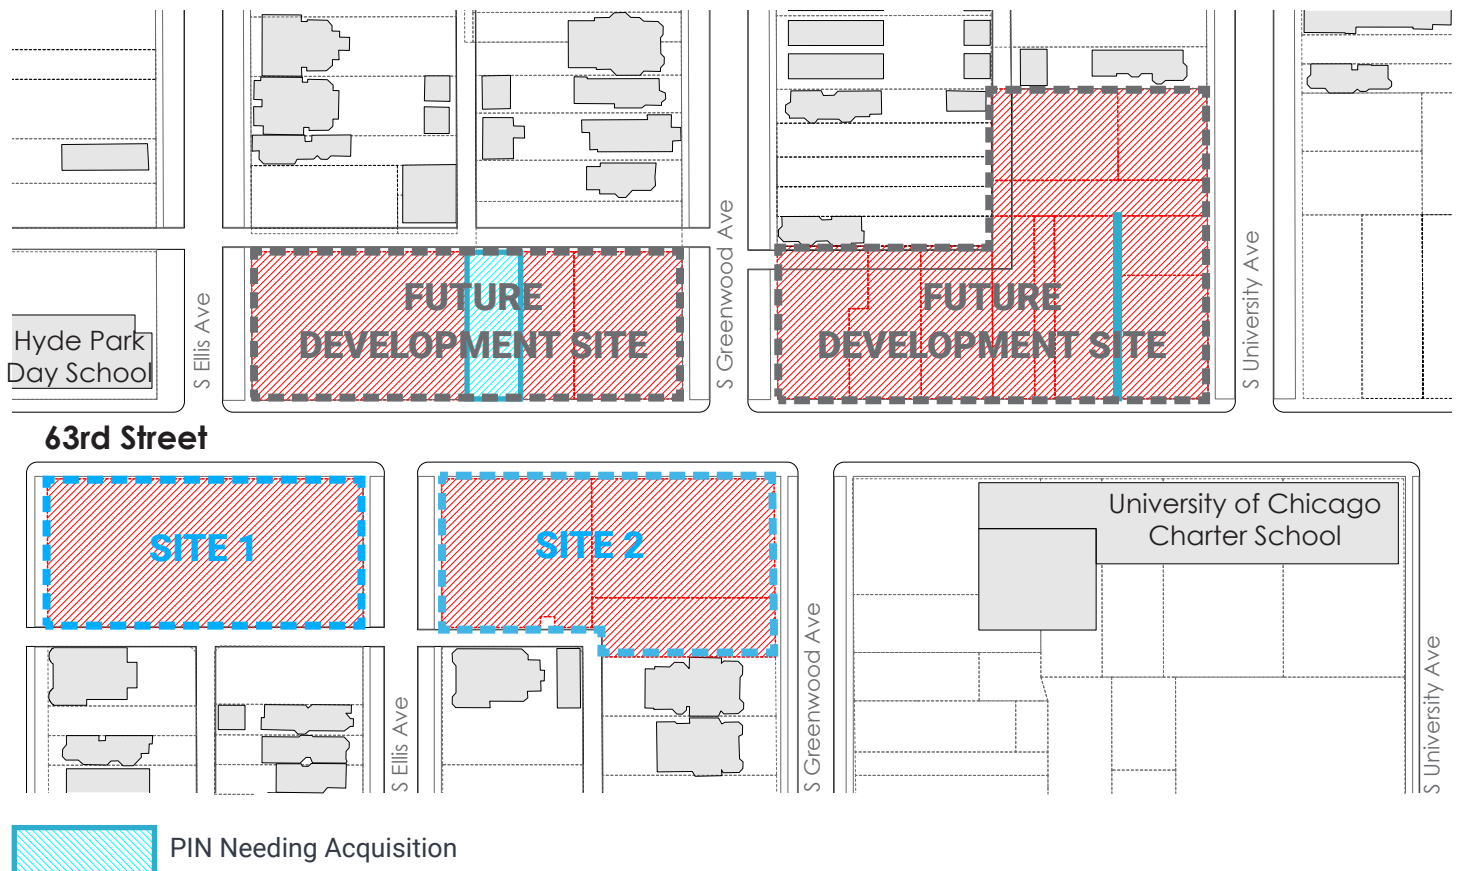 S Ellis Ave
S Greenwood Ave
S University Ave
Hyde Park
Day School
FUTURE
DEVELOPMENT SITE
FUTURE
DEVELOPMENT SITE
63rd Street
SITE 1
SITE 2
University of Chicago
Charter School
S Ellis Ave
S Greenwood Ave
S University Ave
PIN Needing Acquisition